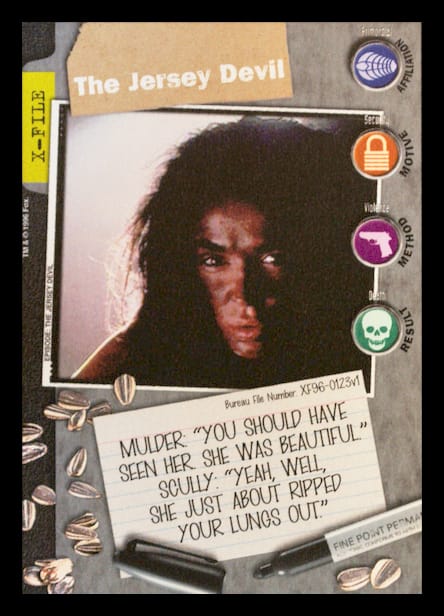 The Jersey Devil
X-FILE
TM & © 1996 Fox.
EPISODE: THE JERSEY DEVIL
Primordial
AFFILIATION
Security
MOTIVE
Violence
METHOD
Death
RESULT
Bureau File Number: XF96-0123v1
MULDER: "YOU SHOULD HAVE
SEEN HER. SHE WAS BEAUTIFUL."
SCULLY: "YEAH, WELL,
SHE JUST ABOUT RIPPED
YOUR LUNGS OUT."
FINE POINT PERMA